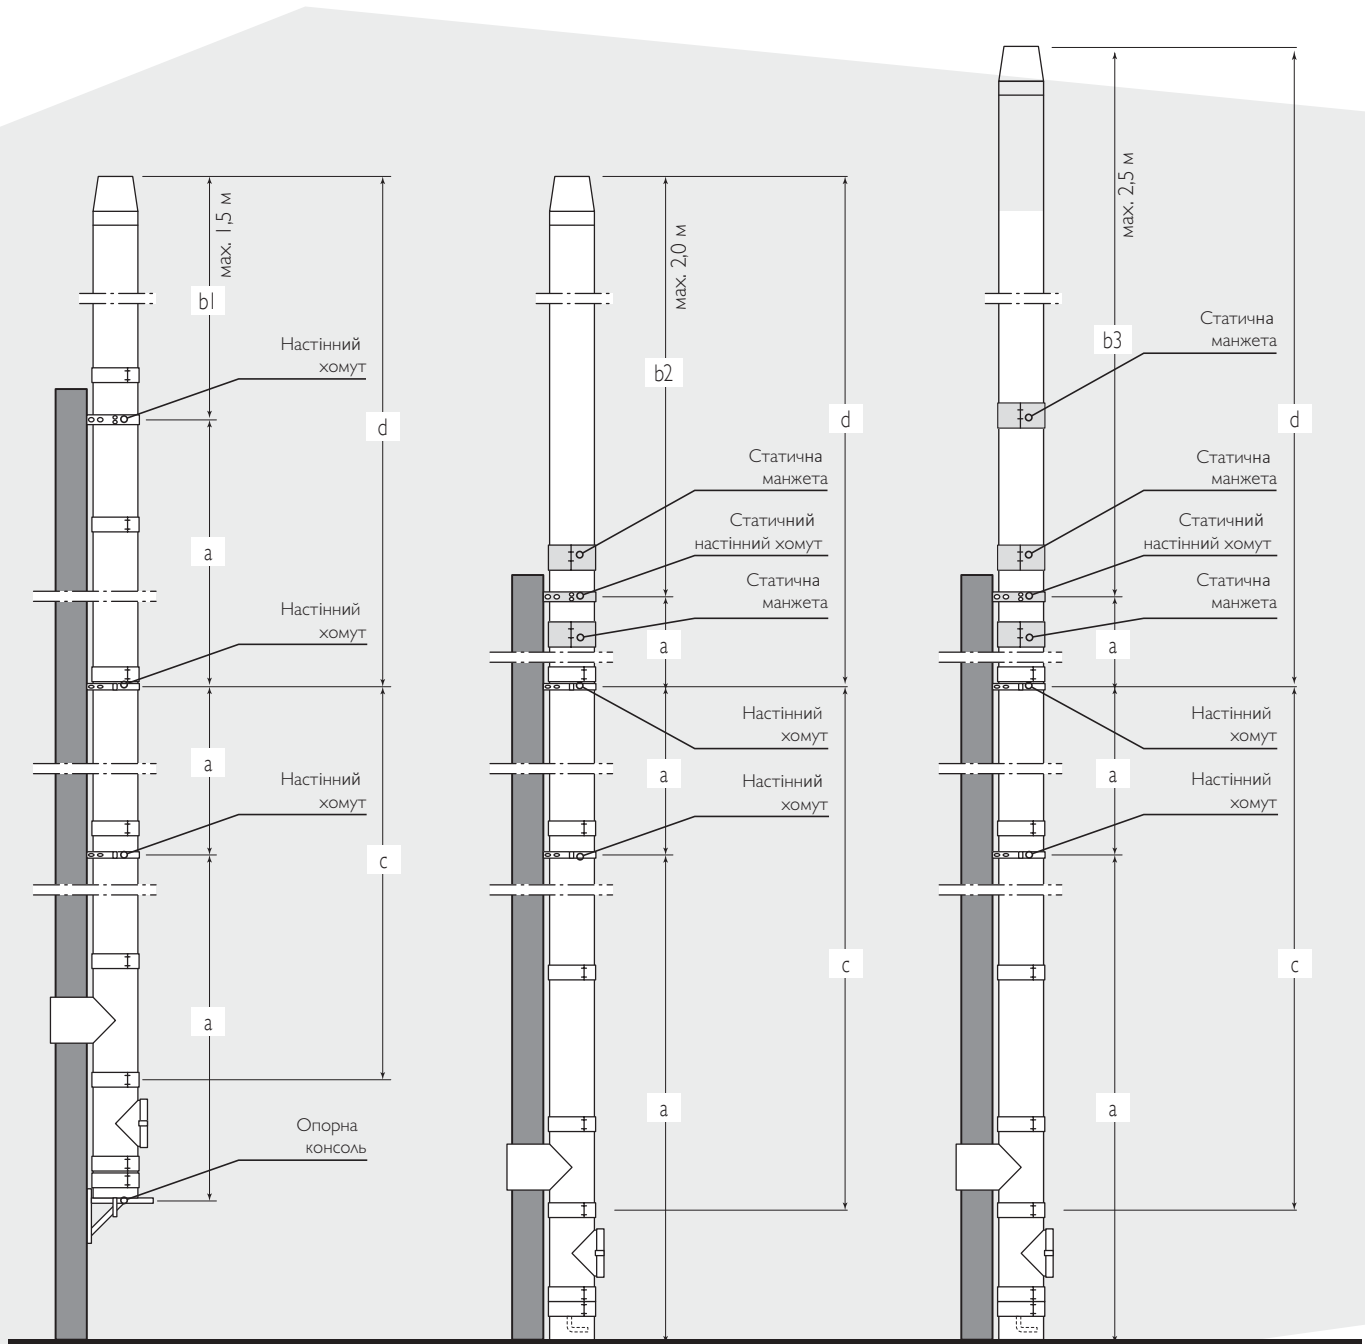 max. 1,5 м
b1
Настінний
хомут
d
a
Настінний
хомут
a
Настінний
хомут
c
a
Опорна
консоль
max. 2,0 м
b2
d
Статична
манжета
Статичний
настінний хомут
Статична
манжета
a
Настінний
хомут
a
Настінний
хомут
c
a
max. 2,5 м
b3
Статична
манжета
d
Статична
манжета
Статичний
настінний хомут
Статична
манжета
a
Настінний
хомут
a
Настінний
хомут
c
a